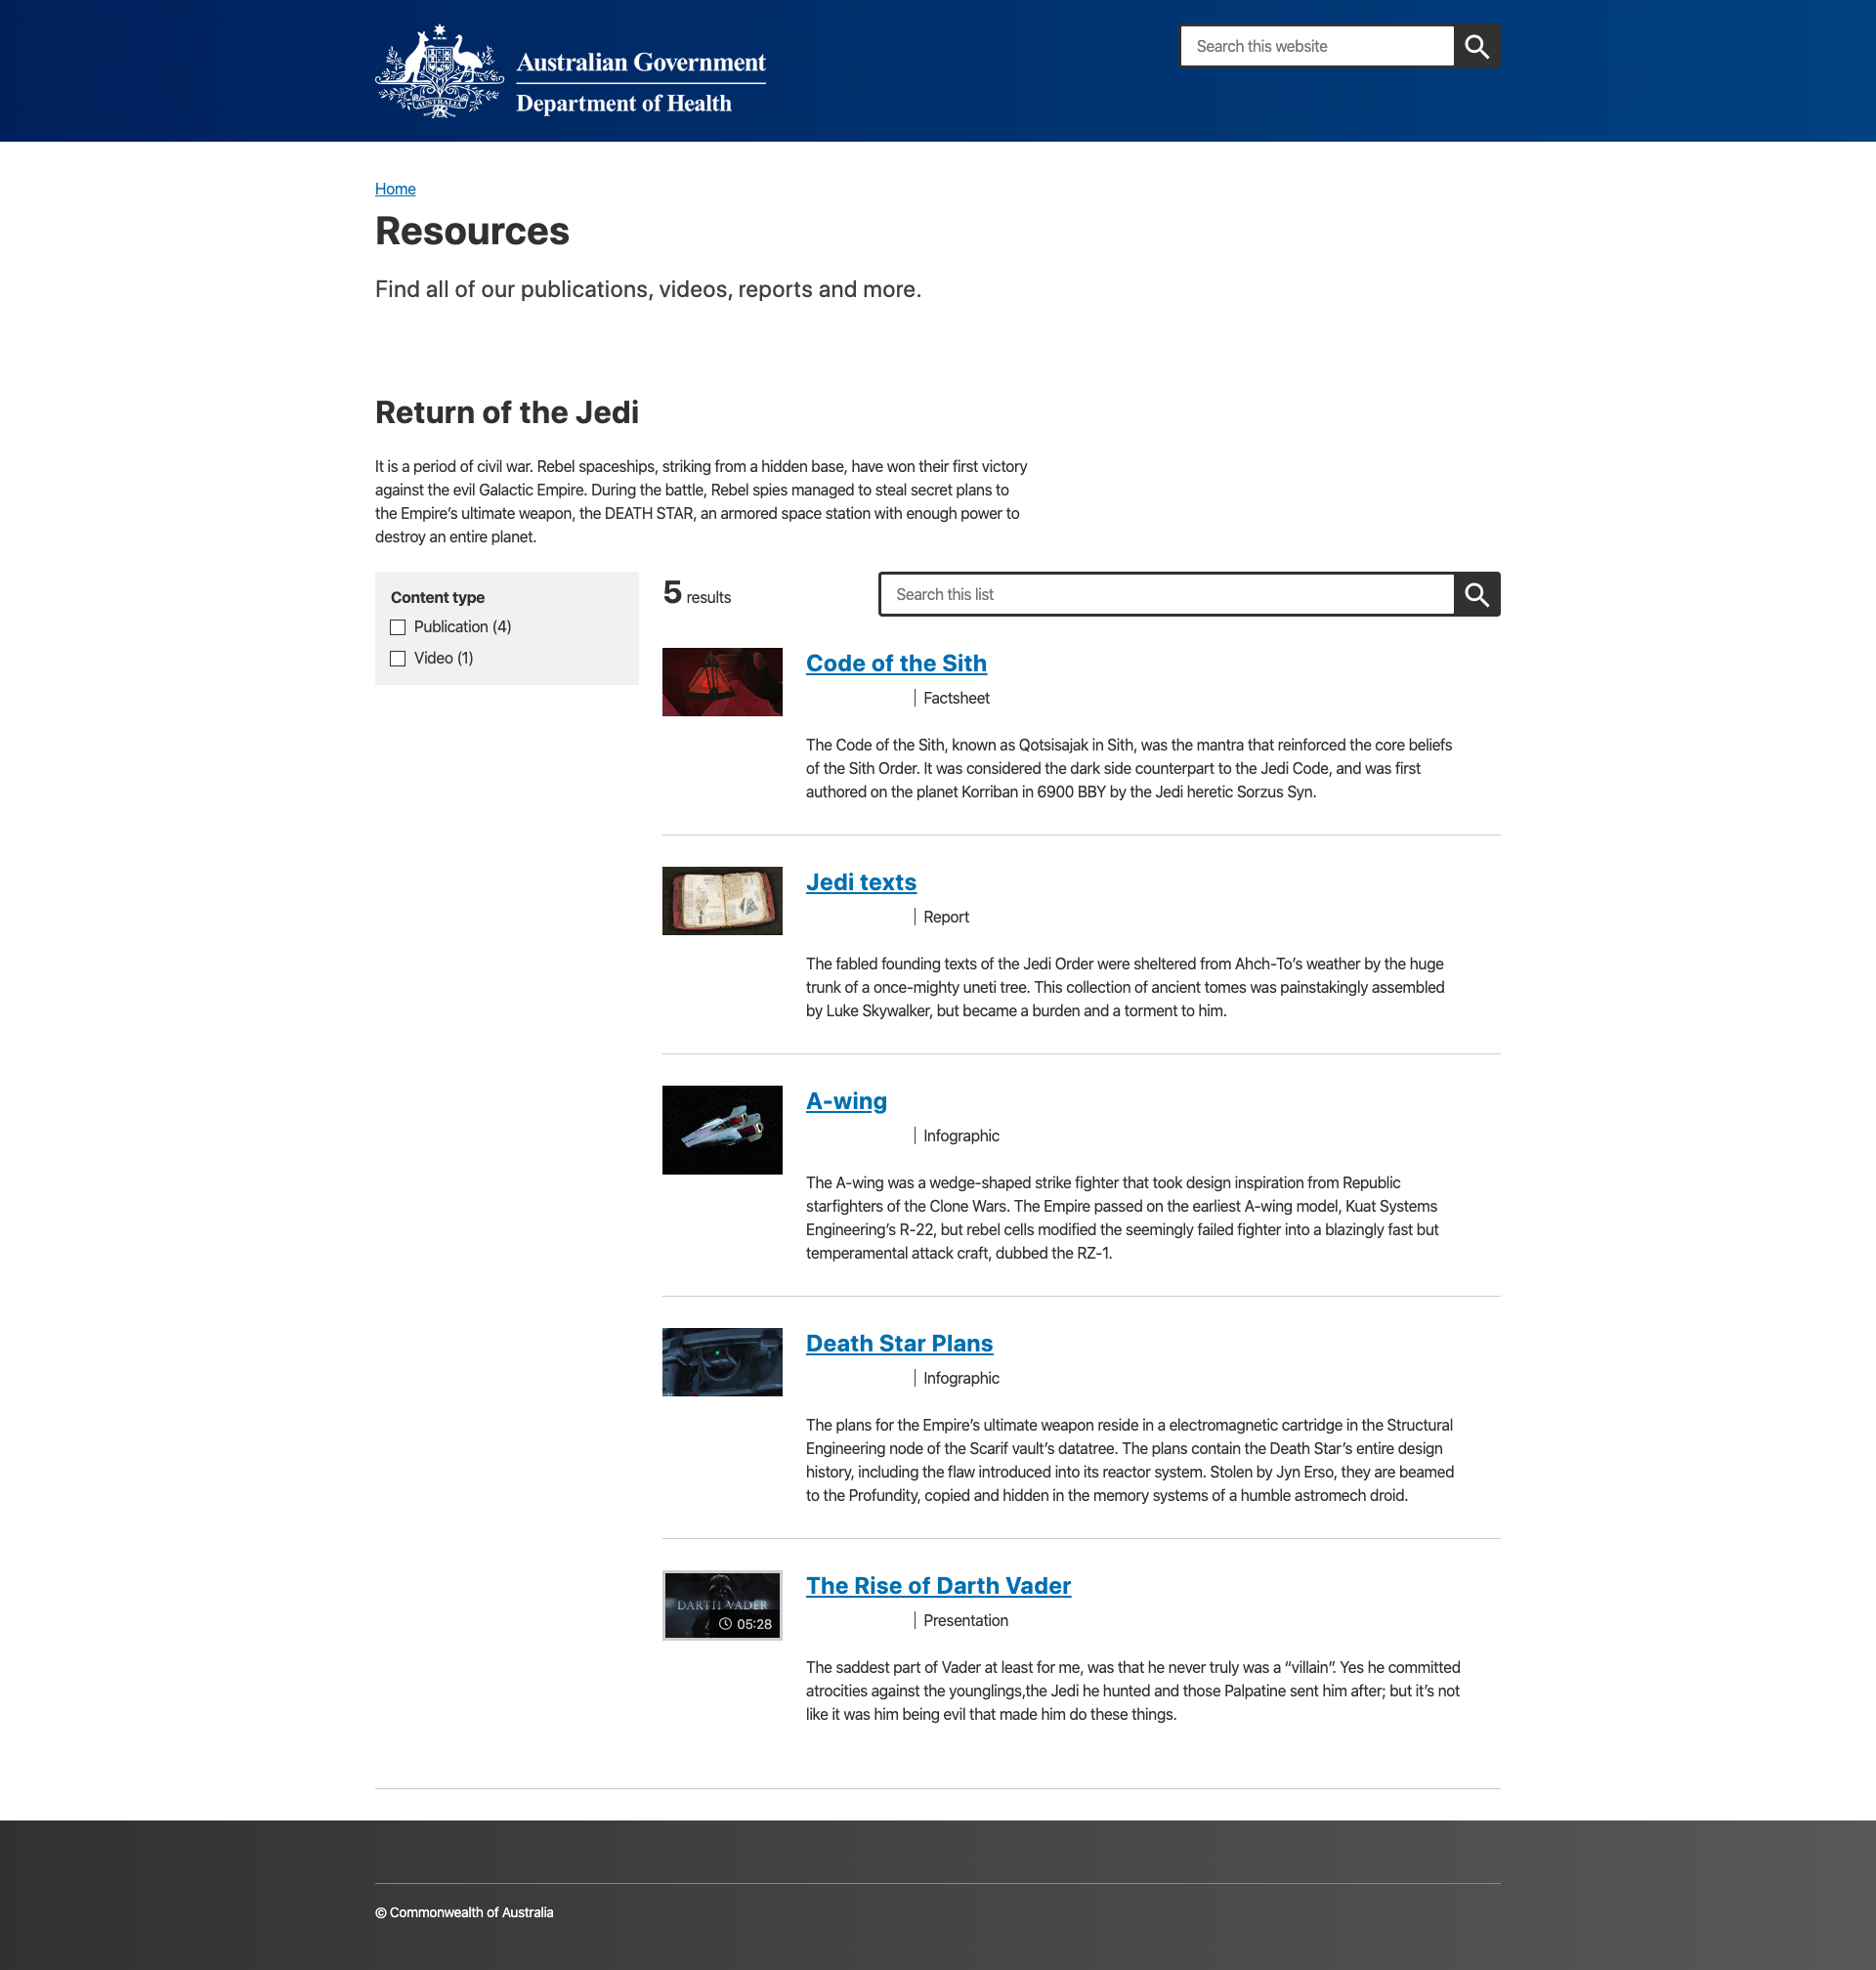 Australian Government
Department of Health
AUSTRALIA
Search this website
Home
Resources
Find all of our publications, videos, reports and more.
Return of the Jedi
It is a period of civil war. Rebel spaceships, striking from a hidden base, have won their first victory
against the evil Galactic Empire. During the battle, Rebel spies managed to steal secret plans to
the Empire’s ultimate weapon, the DEATH STAR, an armored space station with enough power to
destroy an entire planet.
Content type
Publication (4)
Video (1)
5 results
Search this list
Code of the Sith
Factsheet
The Code of the Sith, known as Qotsisajak in Sith, was the mantra that reinforced the core beliefs
of the Sith Order. It was considered the dark side counterpart to the Jedi Code, and was first
authored on the planet Korriban in 6900 BBY by the Jedi heretic Sorzus Syn.
Jedi texts
Report
The fabled founding texts of the Jedi Order were sheltered from Ahch-To’s weather by the huge
trunk of a once-mighty uneti tree. This collection of ancient tomes was painstakingly assembled
by Luke Skywalker, but became a burden and a torment to him.
A-wing
Infographic
The A-wing was a wedge-shaped strike fighter that took design inspiration from Republic
starfighters of the Clone Wars. The Empire passed on the earliest A-wing model, Kuat Systems
Engineering’s R-22, but rebel cells modified the seemingly failed fighter into a blazingly fast but
temperamental attack craft, dubbed the RZ-1.
Death Star Plans
Infographic
The plans for the Empire’s ultimate weapon reside in a electromagnetic cartridge in the Structural
Engineering node of the Scarif vault’s datatree. The plans contain the Death Star’s entire design
history, including the flaw introduced into its reactor system. Stolen by Jyn Erso, they are beamed
to the Profundity, copied and hidden in the memory systems of a humble astromech droid.
DARTH VADER
05:28
The Rise of Darth Vader
Presentation
The saddest part of Vader at least for me, was that he never truly was a “villain”. Yes he committed
atrocities against the younglings,the Jedi he hunted and those Palpatine sent him after; but it’s not
like it was him being evil that made him do these things.
© Commonwealth of Australia